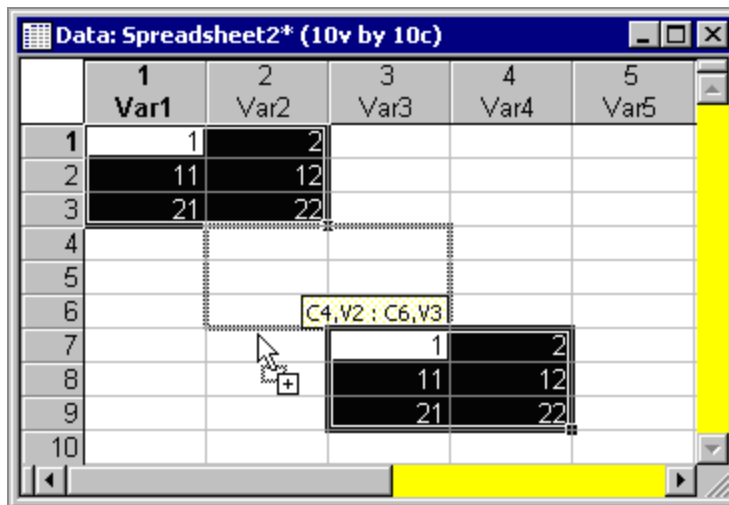 Data: Spreadsheet2* (10v by 10c)
1 2 3 4 5
Var1 Var2 Var3 Var4 Var5
1 1 2
2 11 12
3 21 22
4
5
6 C4,V2 : C6,V3
7 1 2
8 11 12
9 21 22
10